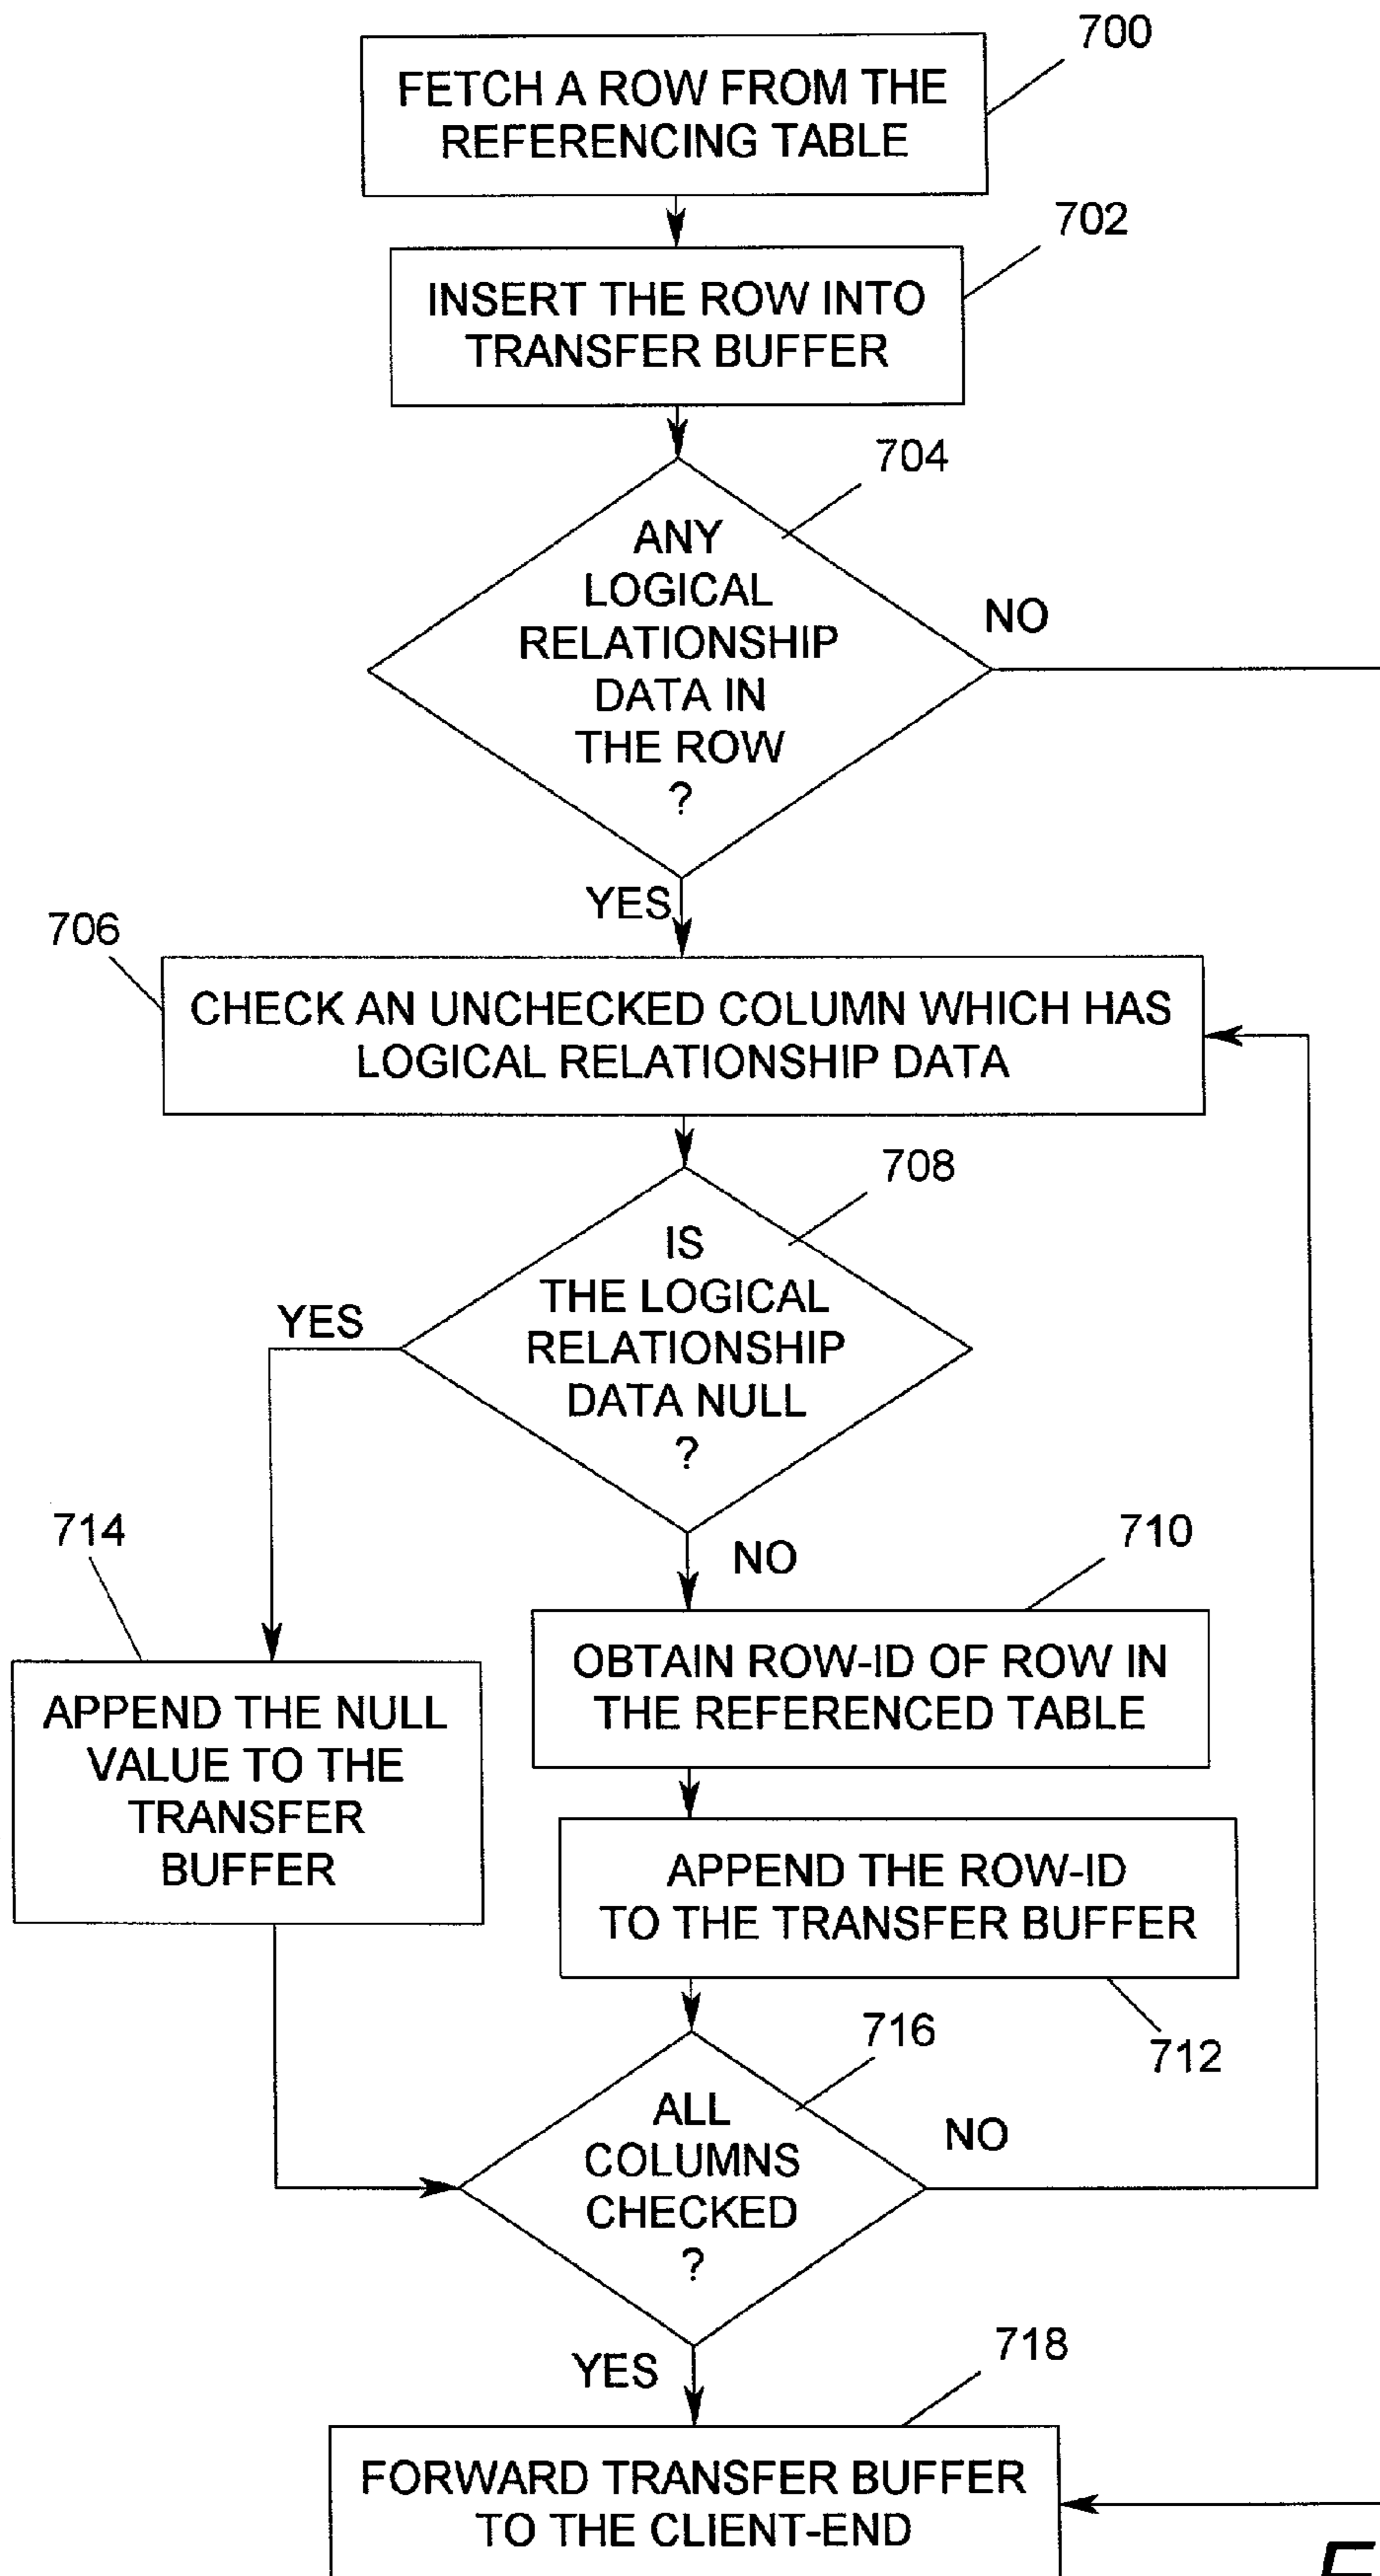 700
FETCH A ROW FROM THE
REFERENCING TABLE
702
INSERT THE ROW INTO
TRANSFER BUFFER
704
ANY
LOGICAL
RELATIONSHIP
DATA IN
THE ROW
?
NO
YES
706
CHECK AN UNCHECKED COLUMN WHICH HAS
LOGICAL RELATIONSHIP DATA
708
IS
THE LOGICAL
RELATIONSHIP
DATA NULL
?
YES
NO
714
APPEND THE NULL
VALUE TO THE
TRANSFER
BUFFER
710
OBTAIN ROW-ID OF ROW IN
THE REFERENCED TABLE
APPEND THE ROW-ID
TO THE TRANSFER BUFFER
712
716
ALL
COLUMNS
CHECKED
?
NO
YES
718
FORWARD TRANSFER BUFFER
TO THE CLIENT-END